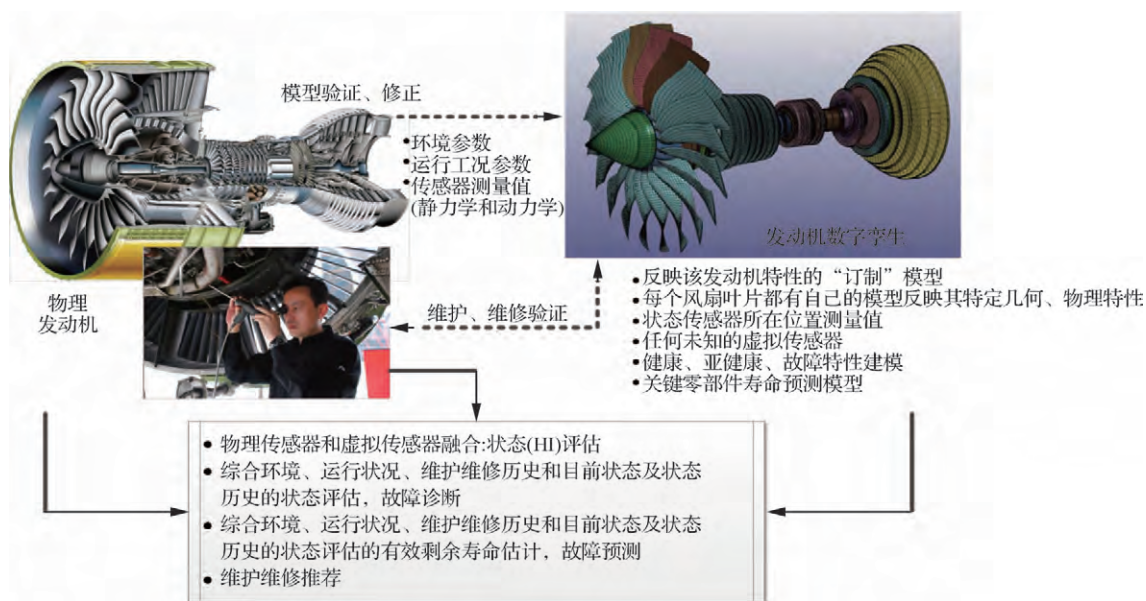 模型验证、修正
●环境参数
●运行工况参数
●传感器测量值
(静力学和动力学)
发动机数字孪生
物理
发动机
维护、维修验证
●反映该发动机特性的“订制”模型
●每个风扇叶片都有自己的模型反映其特定几何、物理特性
●状态传感器所在位置测量值
●任何未知的虚拟传感器
●健康、亚健康、故障特性建模
●关键零部件寿命预测模型
● 物理传感器和虚拟传感器融合:状态(HI)评估
● 综合环境、运行状况、维护维修历史和目前状态及状态
历史的状态评估，故障诊断
● 综合环境、运行状况、维护维修历史和目前状态及状态
历史的状态评估的有效剩余寿命估计，故障预测
● 维护维修推荐